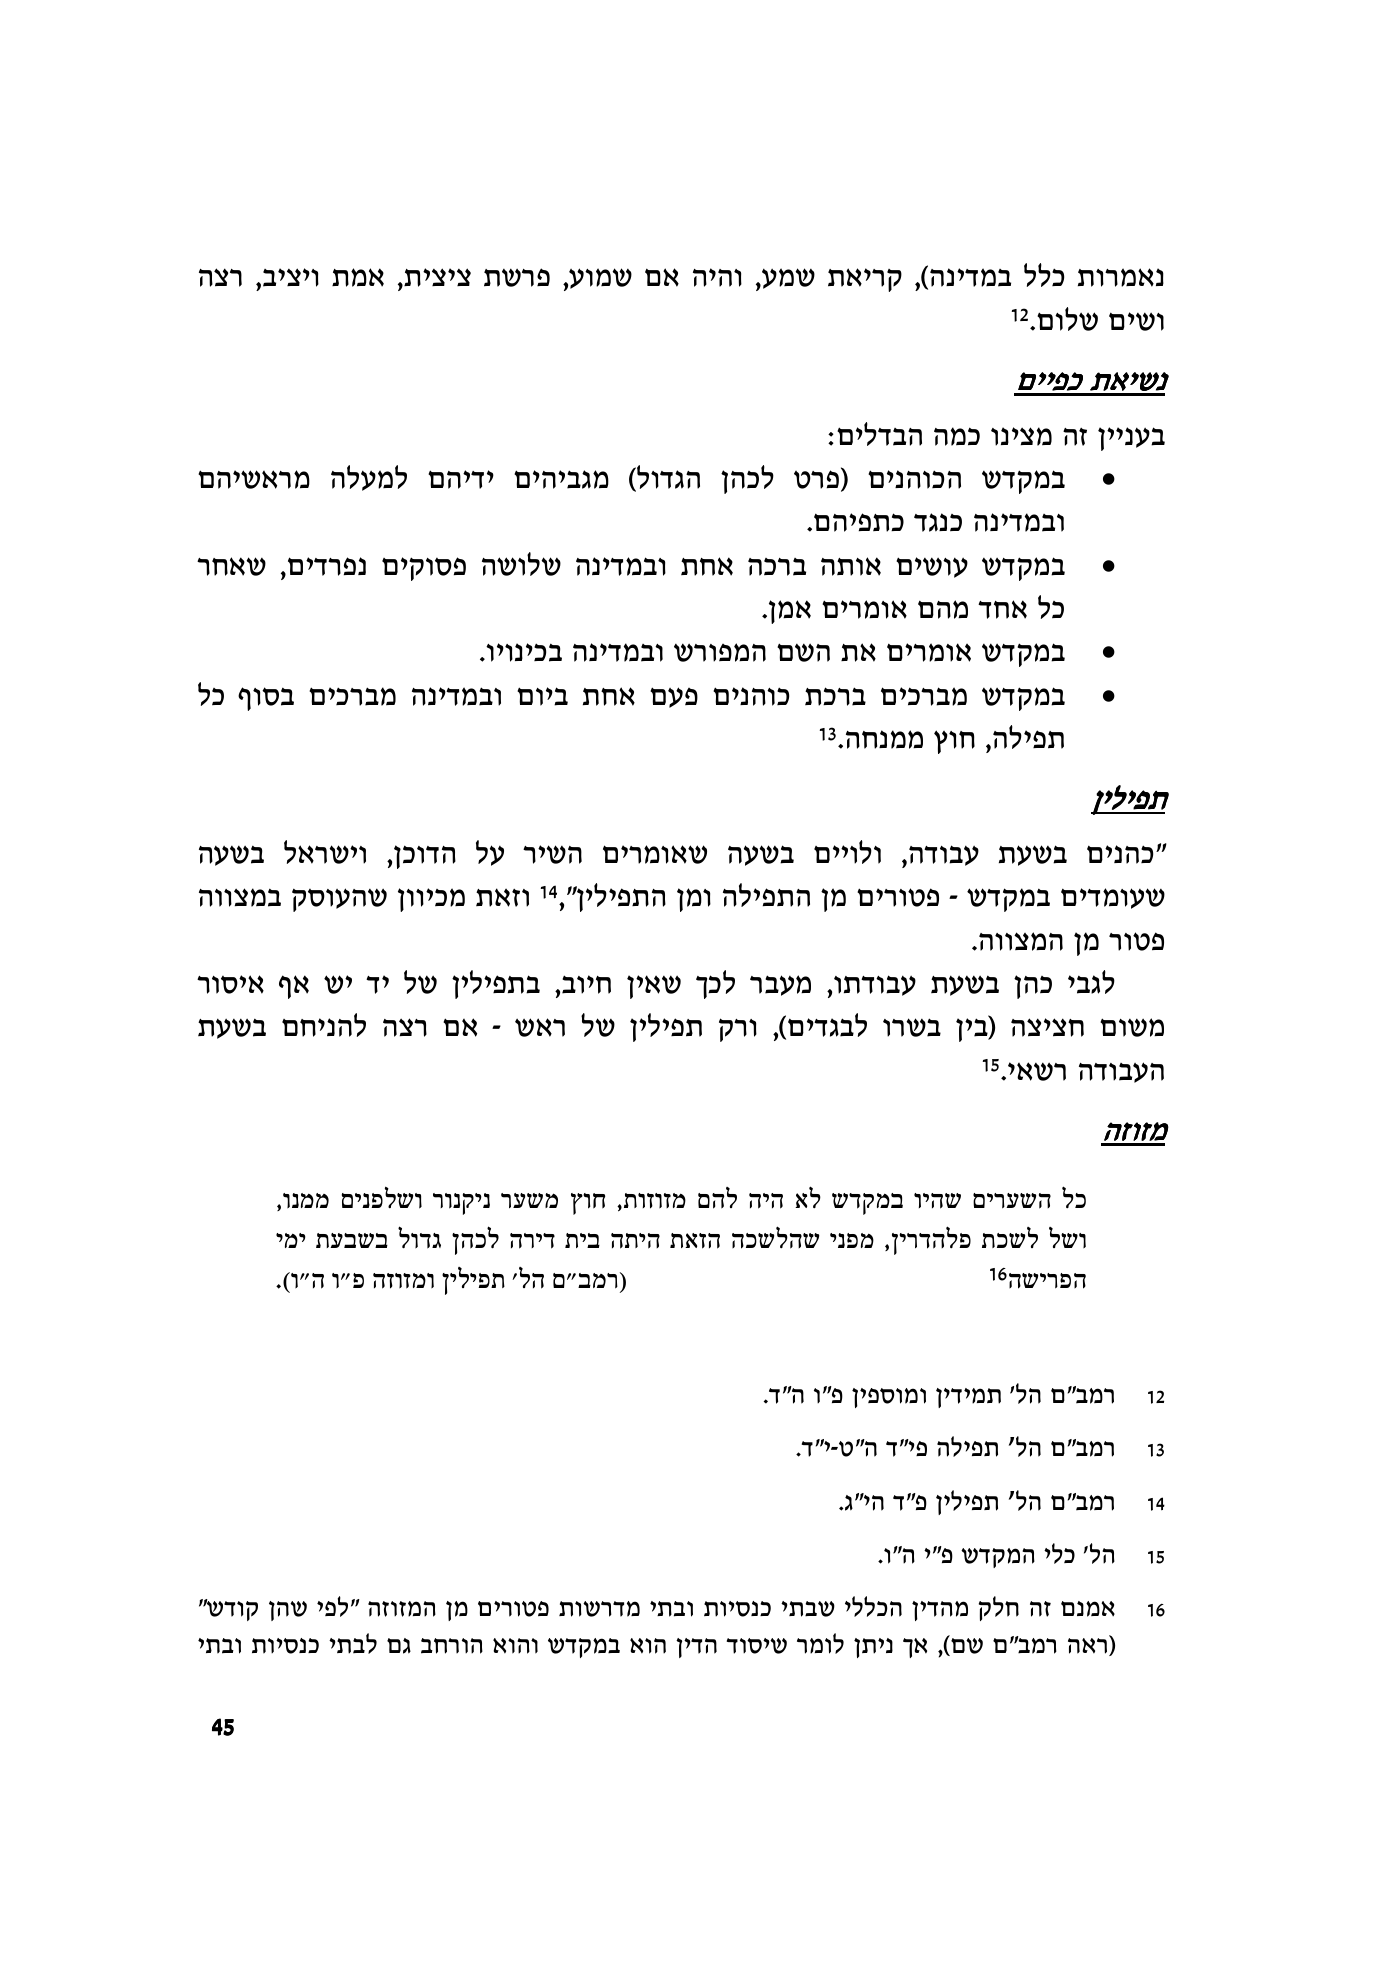 נאמרות כלל במדינה), קריאת שמע, והיה אם שמוע, פרשת ציצית, אמת ויציב, רצה
ושים שלום.12
נשיאת כפיים
בעניין זה מצינו כמה הבדלים:
• במקדש הכוהנים (פרט לכהן הגדול) מגביהים ידיהם למעלה מראשיהם
ובמדינה כנגד כתפיהם.
• במקדש עושים אותה ברכה אחת ובמדינה שלושה פסוקים נפרדים, שאחר
כל אחד מהם אומרים אמן.
• במקדש אומרים את השם המפורש ובמדינה בכינויו.
• במקדש מברכים ברכת כוהנים פעם אחת ביום ובמדינה מברכים בסוף כל
תפילה, חוץ ממנחה.13
תפילין
"כהנים בשעת עבודה, ולויים בשעה שאומרים השיר על הדוכן, וישראל בשעה
שעומדים במקדש - פטורים מן התפילה ומן התפילין",14 וזאת מכיוון שהעוסק במצווה
פטור מן המצווה.
לגבי כהן בשעת עבודתו, מעבר לכך שאין חיוב, בתפילין של יד יש אף איסור
משום חציצה (בין בשרו לבגדים), ורק תפילין של ראש - אם רצה להניחם בשעת
העבודה רשאי.15
מזוזה
כל השערים שהיו במקדש לא היה להם מזוזות, חוץ משער ניקנור ושלפנים ממנו,
ושל לשכת פלהדרין, מפני שהלשכה הזאת היתה בית דירה לכהן גדול בשבעת ימי
הפרישה16 (רמב"ם הל' תפילין ומזוזה פ"ו ה"ו).
12 רמב"ם הל' תמידין ומוספין פ"ו ה"ד.
13 רמב"ם הל' תפילה פי"ד ה"ט-י"ד.
14 רמב"ם הל' תפילין פ"ד הי"ג.
15 הל' כלי המקדש פ"י ה"ו.
16 אמנם זה חלק מהדין הכללי שבתי כנסיות ובתי מדרשות פטורים מן המזוזה "לפי שהן קודש"
(ראה רמב"ם שם), אך ניתן לומר שיסוד הדין הוא במקדש והוא הורחב גם לבתי כנסיות ובתי
45